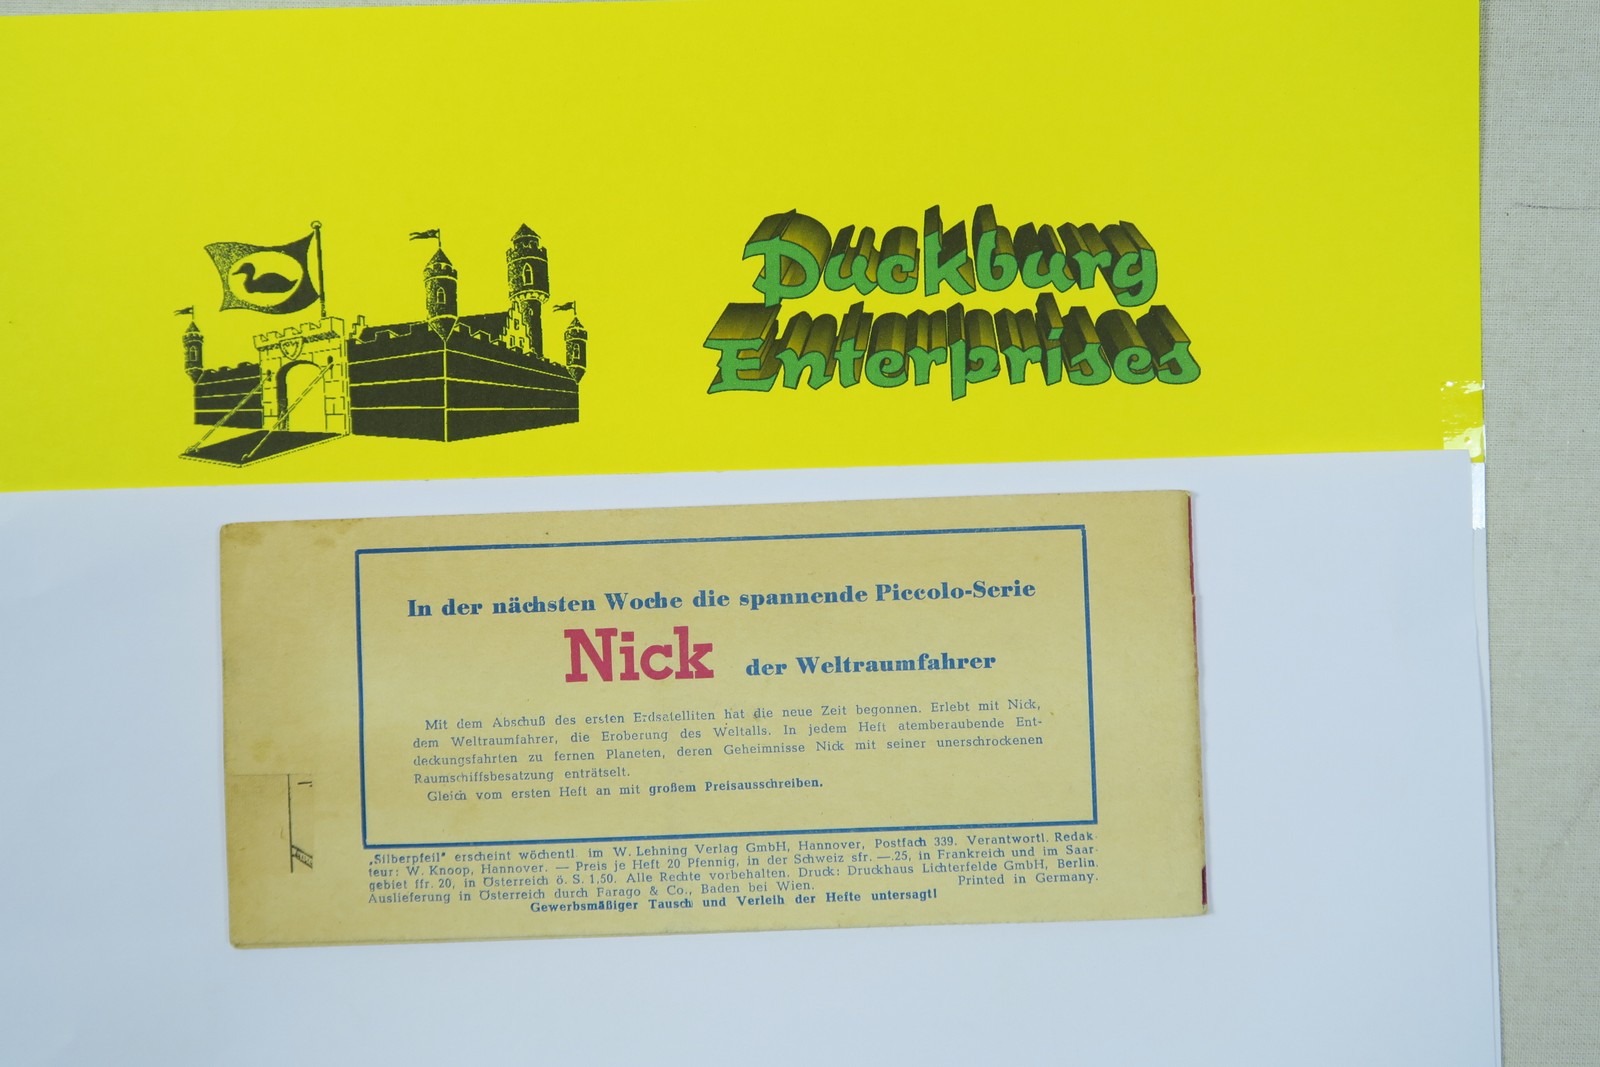 Duckburg
Enterprises
In der nächsten Woche die spannende Piccolo-Serie
Nick der Weltraumfahrer
Mit dem Abschuß des ersten Erdsatelliten hat die neue Zeit begonnen. Erlebt mit Nick,
dem Weltraumfahrer, die Eroberung des Weltalls. In jedem Heft atemberaubende Ent-
deckungsfahrten zu fernen Planeten, deren Geheimnisse Nick mit seiner unerschrockenen
Raumschiffsbesatzung enträtselt.
Gleich vom ersten Heft an mit großem Preisausschreiben.
„Silberpfeil" erscheint wöchentl. im W. Lehning Verlag GmbH, Hannover, Postfach 339. Verantwortl. Redak-
teur: W. Knoop, Hannover. — Preis je Heft 20 Pfennig, in der Schweiz sfr. —.25, in Frankreich und im Saar-
gebiet ffr. 20, in Österreich ö. S. 1,50. Alle Rechte vorbehalten. Druck: Druckhaus Lichterfelde GmbH, Berlin.
Auslieferung in Österreich durch Farago & Co., Baden bei Wien. Printed in Germany.
Gewerbsmäßiger Tausch und Verleih der Hefte untersagt!